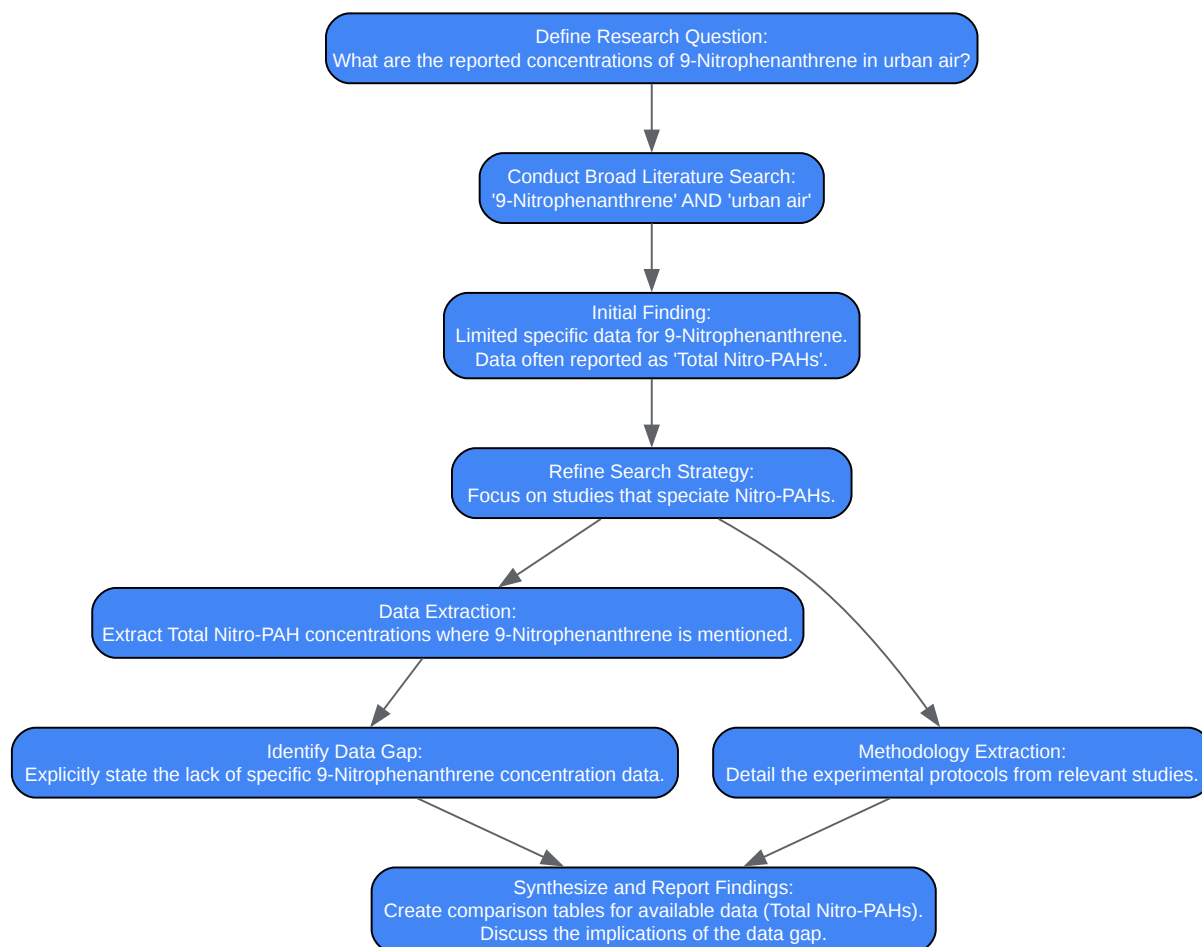 Define Research Question:
What are the reported concentrations of 9-Nitrophenanthrene in urban air?
Conduct Broad Literature Search:
'9-Nitrophenanthrene' AND 'urban air'
Initial Finding:
Limited specific data for 9-Nitrophenanthrene.
Data often reported as 'Total Nitro-PAHs'.
Refine Search Strategy:
Focus on studies that speciate Nitro-PAHs.
Data Extraction:
Extract Total Nitro-PAH concentrations where 9-Nitrophenanthrene is mentioned.
Identify Data Gap:
Explicitly state the lack of specific 9-Nitrophenanthrene concentration data.
Methodology Extraction:
Detail the experimental protocols from relevant studies.
Synthesize and Report Findings:
Create comparison tables for available data (Total Nitro-PAHs).
Discuss the implications of the data gap.